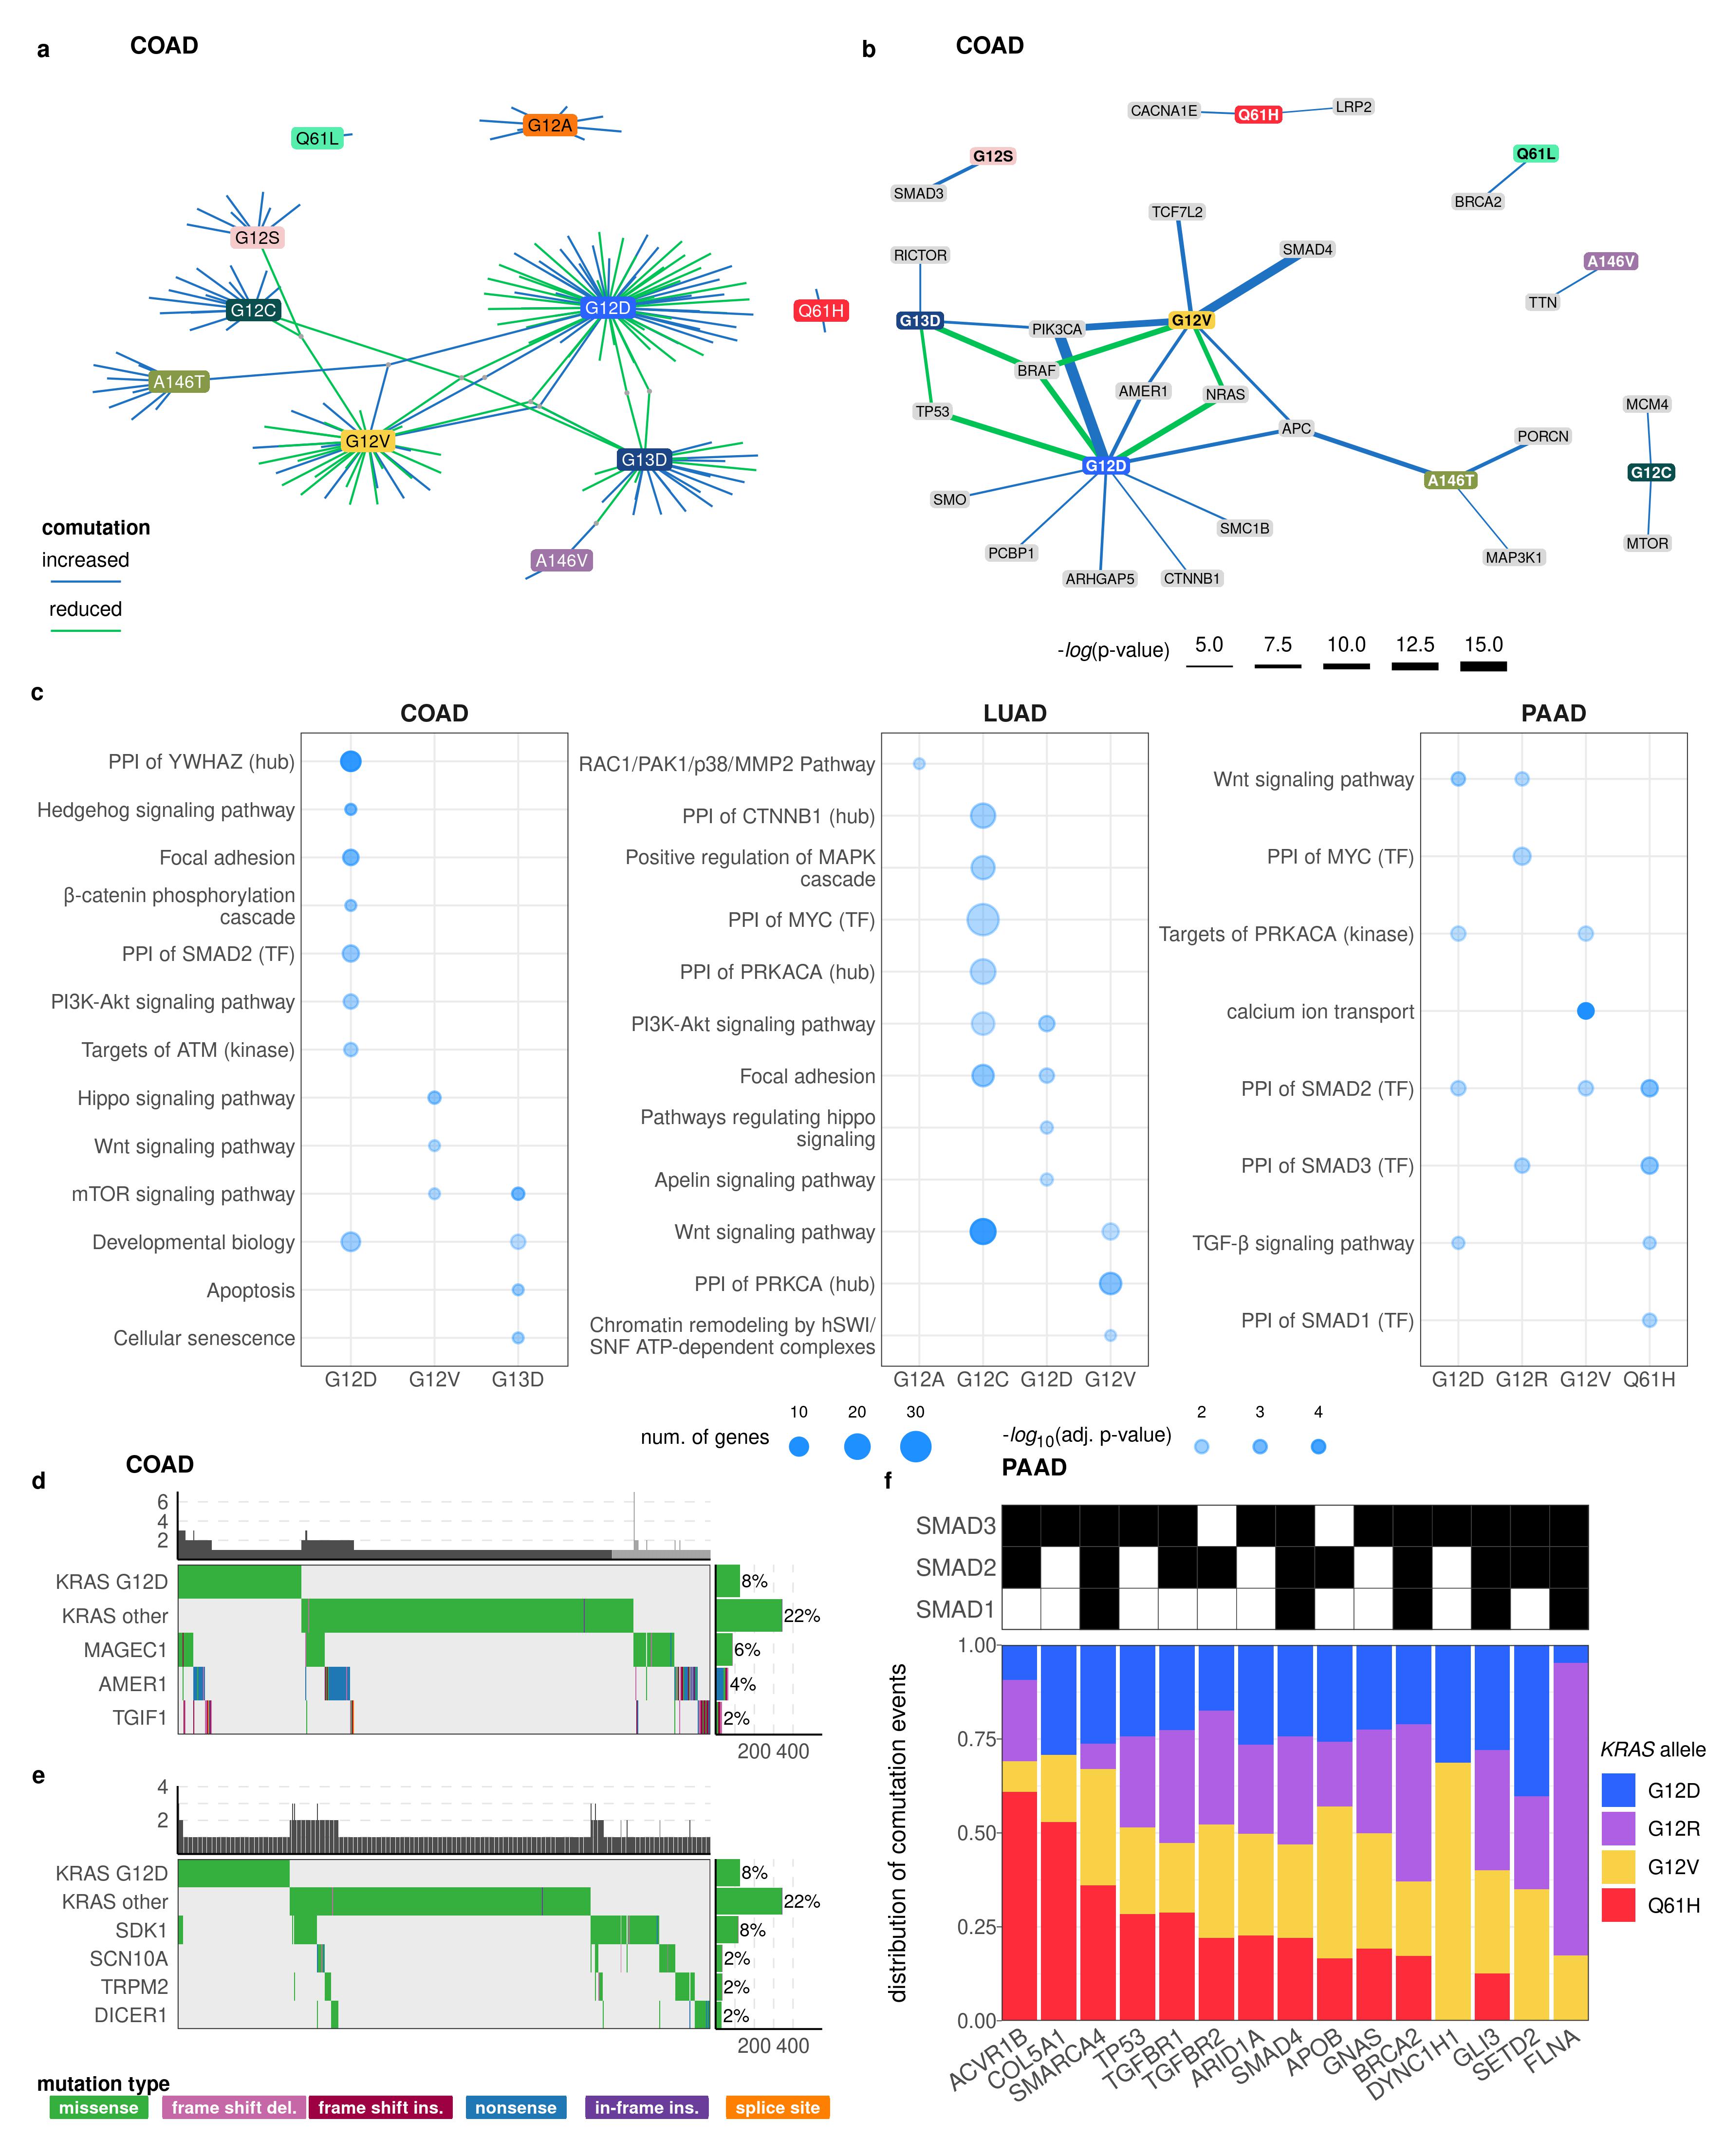 a
COAD
Q61L
G12A
G12S
G12C
G12D
Q61H
A146T
G12V
G13D
A146V
comutation
increased
reduced
b
COAD
CACNA1E
Q61H
LRP2
G12S
SMAD3
Q61L
BRCA2
TCF7L2
RICTOR
SMAD4
A146V
TTN
G13D
PIK3CA
G12V
BRAF
AMER1
NRAS
TP53
APC
MCM4
PORCN
G12D
A146T
G12C
SMO
SMC1B
PCBP1
MAP3K1
MTOR
ARHGAP5
CTNNB1
-log(p-value)
5.0 7.5 10.0 12.5 15.0
c
COAD
PPI of YWHAZ (hub)
Hedgehog signaling pathway
Focal adhesion
β-catenin phosphorylation
cascade
PPI of SMAD2 (TF)
PI3K-Akt signaling pathway
Targets of ATM (kinase)
Hippo signaling pathway
Wnt signaling pathway
mTOR signaling pathway
Developmental biology
Apoptosis
Cellular senescence
G12D G12V G13D
LUAD
RAC1/PAK1/p38/MMP2 Pathway
PPI of CTNNB1 (hub)
Positive regulation of MAPK
cascade
PPI of MYC (TF)
PPI of PRKACA (hub)
PI3K-Akt signaling pathway
Focal adhesion
Pathways regulating hippo
signaling
Apelin signaling pathway
Wnt signaling pathway
PPI of PRKCA (hub)
Chromatin remodeling by hSWI/
SNF ATP-dependent complexes
G12A G12C G12D G12V
PAAD
Wnt signaling pathway
PPI of MYC (TF)
Targets of PRKACA (kinase)
calcium ion transport
PPI of SMAD2 (TF)
PPI of SMAD3 (TF)
TGF-β signaling pathway
PPI of SMAD1 (TF)
G12D G12R G12V Q61H
num. of genes
10 20 30
-log10(adj. p-value)
2 3 4
d
COAD
6
4
2
KRAS G12D
8%
KRAS other
22%
MAGEC1
6%
AMER1
4%
TGIF1
2%
200 400
e
4
2
KRAS G12D
8%
KRAS other
22%
SDK1
8%
SCN10A
2%
TRPM2
2%
DICER1
2%
200 400
mutation type
missense
frame shift del.
frame shift ins.
nonsense
in-frame ins.
splice site
f
PAAD
SMAD3
SMAD2
SMAD1
distribution of comutation events
1.00
0.75
0.50
0.25
0.00
ACVR1B
COL5A1
SMARCA4
TP53
TGFBR1
TGFBR2
ARID1A
SMAD4
APOB
GNAS
BRCA2
DYNC1H1
GLI3
SETD2
FLNA
KRAS allele
G12D
G12R
G12V
Q61H